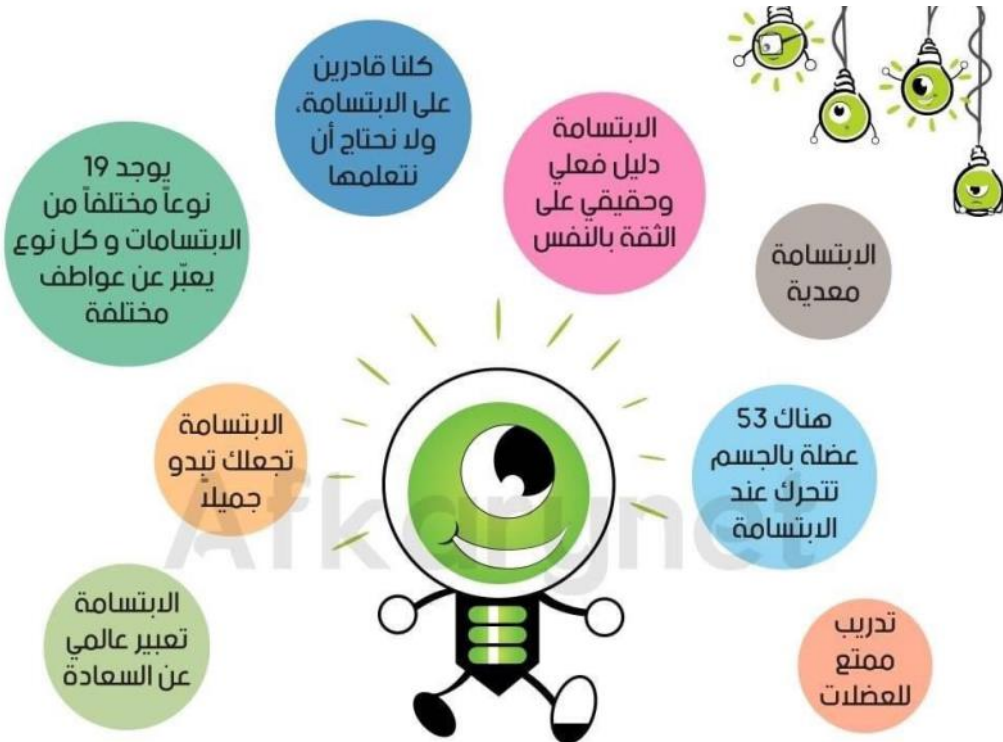 كلنا قادرين
على الابتسامة،
ولا نحتاج أن
نتعلمها
الابتسامة
دليل فعلي
وحقيقي على
الثقة بالنفس
يوجد 19
نوعاً مختلفاً من
الابتسامات و كل نوع
يعبّر عن عواطف
مختلفة
الابتسامة
معدية
الابتسامة
تجعلك تبدو
جميلاً
هناك 53
عضلة بالجسم
تتحرك عند
الابتسامة
Afkarynet
الابتسامة
تعبير عالمي
عن السعادة
تدريب
ممتع
للعضلات